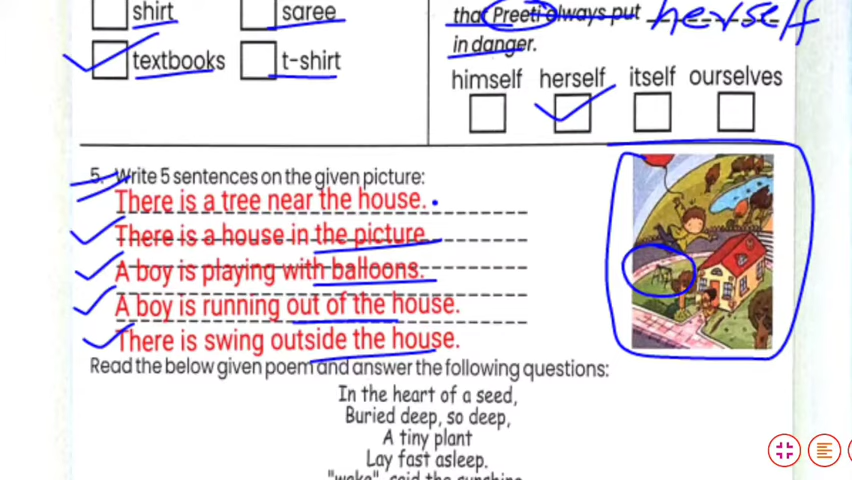 shirt
saree
textbooks
t-shirt
that Preeti always put herself
in danger.
himself herself itself ourselves
5. Write 5 sentences on the given picture:
There is a tree near the house.
There is a house in the picture.
A boy is playing with balloons.
A boy is running out of the house.
There is swing outside the house.
Read the below given poem and answer the following questions:
In the heart of a seed,
Buried deep, so deep,
A tiny plant
Lay fast asleep.
"wake" said the sunshine